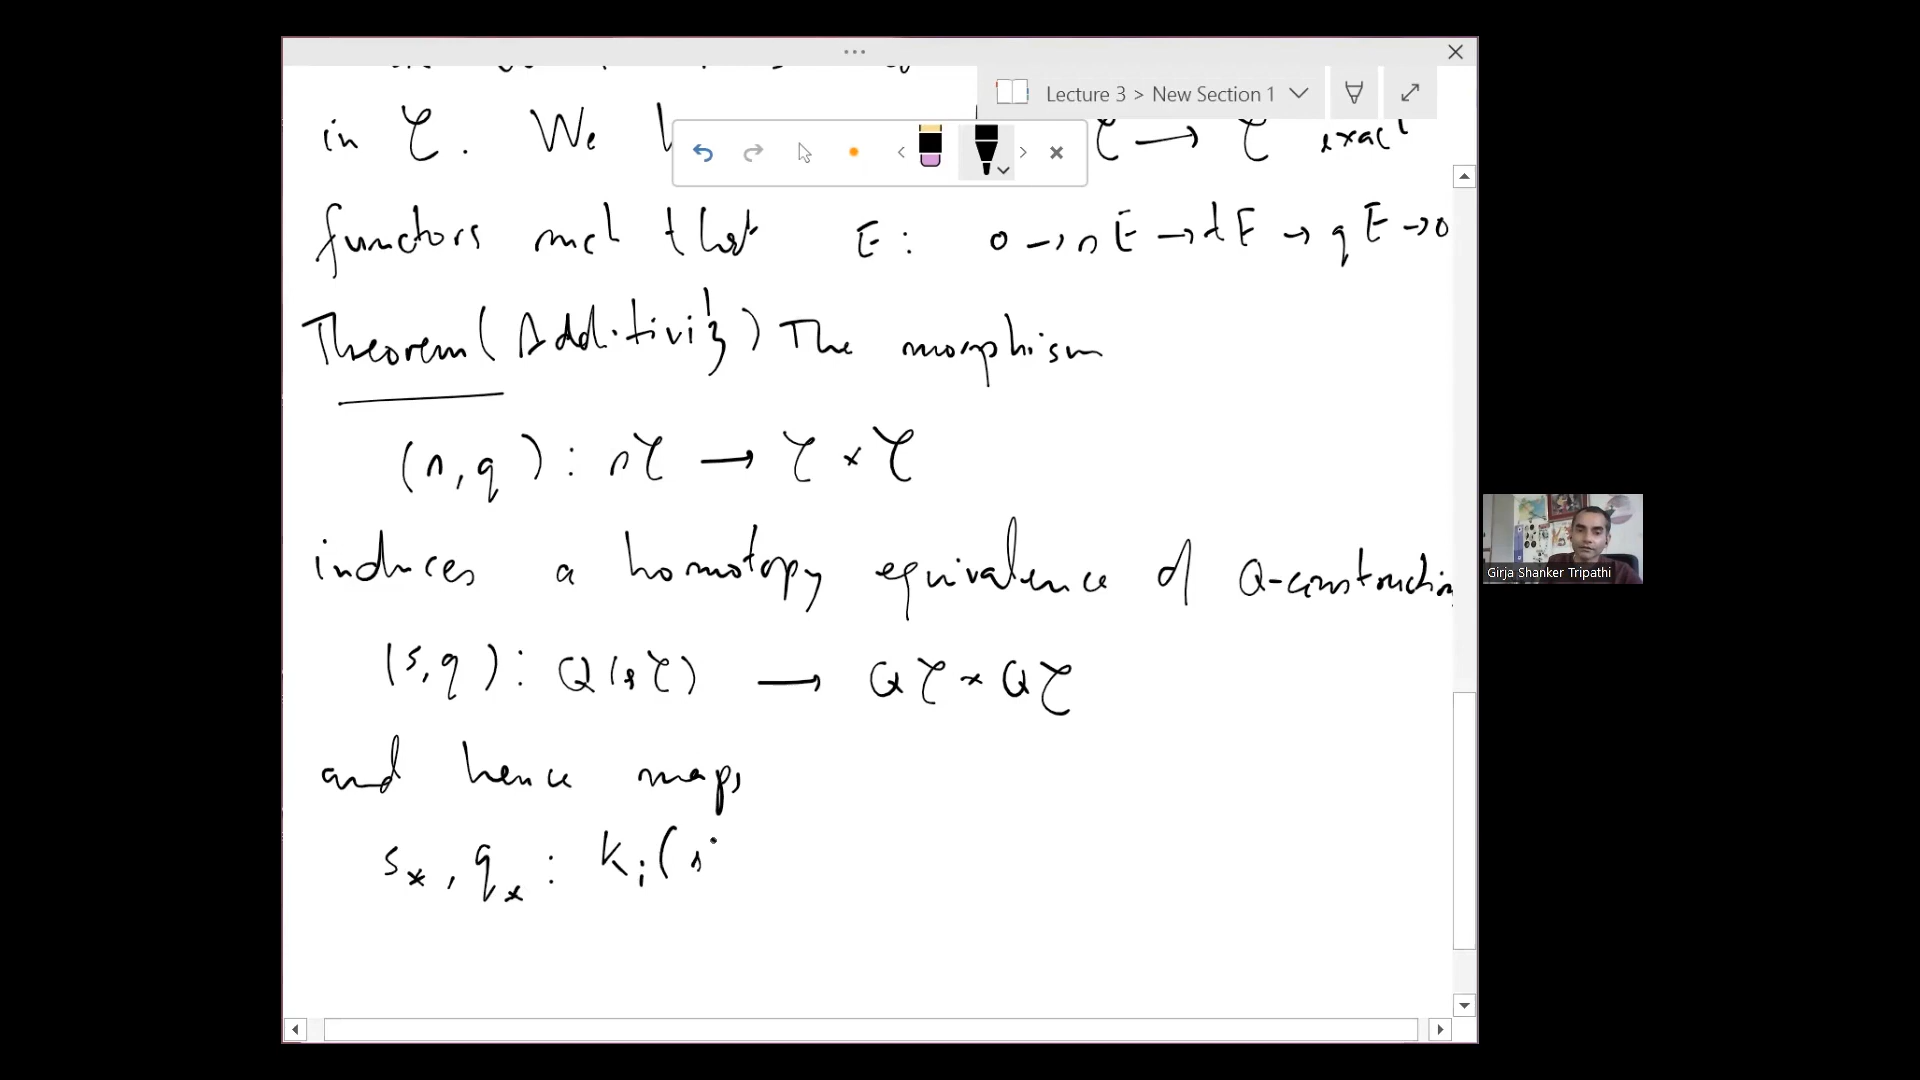 Lecture 3 > New Section 1
in 𝒞. We 𝒞 → 𝒞 exact
functors such that E: 0 → sE → tE → qE → 0
Theorem (Additivity) The morphism
(s, q): s𝒞 → 𝒞 × 𝒞
induces a homotopy equivalence of Q-construction
(s, q): Q(s𝒞) → Q𝒞 × Q𝒞
and hence maps
s*, q*: Ki(s
Girja Shanker Tripathi